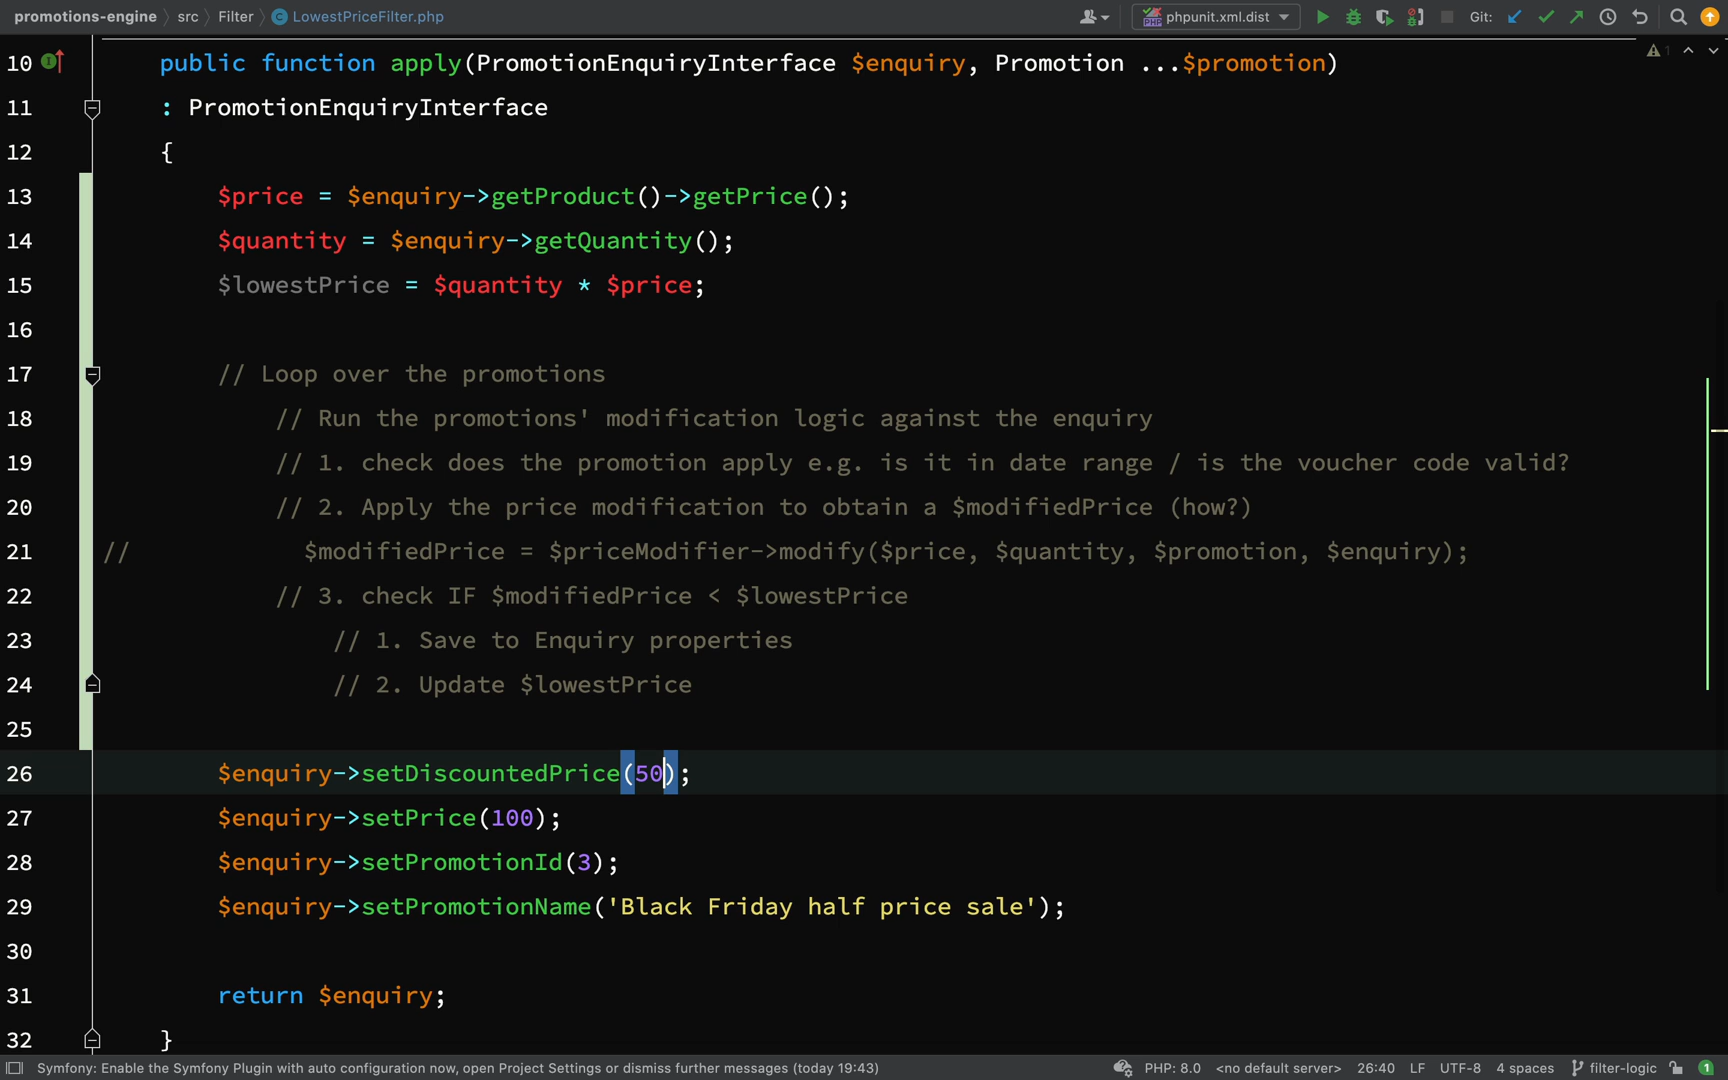 promotions-engine src Filter LowestPriceFilter.php phpunit.xml.dist Git:
10 public function apply(PromotionEnquiryInterface $enquiry, Promotion ...$promotion) 1
11 : PromotionEnquiryInterface
12 {
13 $price = $enquiry->getProduct()->getPrice();
14 $quantity = $enquiry->getQuantity();
15 $lowestPrice = $quantity * $price;
16
17 // Loop over the promotions
18 // Run the promotions' modification logic against the enquiry
19 // 1. check does the promotion apply e.g. is it in date range / is the voucher code valid?
20 // 2. Apply the price modification to obtain a $modifiedPrice (how?)
21 // $modifiedPrice = $priceModifier->modify($price, $quantity, $promotion, $enquiry);
22 // 3. check IF $modifiedPrice < $lowestPrice
23 // 1. Save to Enquiry properties
24 // 2. Update $lowestPrice
25
26 $enquiry->setDiscountedPrice(50);
27 $enquiry->setPrice(100);
28 $enquiry->setPromotionId(3);
29 $enquiry->setPromotionName('Black Friday half price sale');
30
31 return $enquiry;
32 }
Symfony: Enable the Symfony Plugin with auto configuration now, open Project Settings or dismiss further messages (today 19:43) PHP: 8.0 <no default server> 26:40 LF UTF-8 4 spaces filter-logic 1